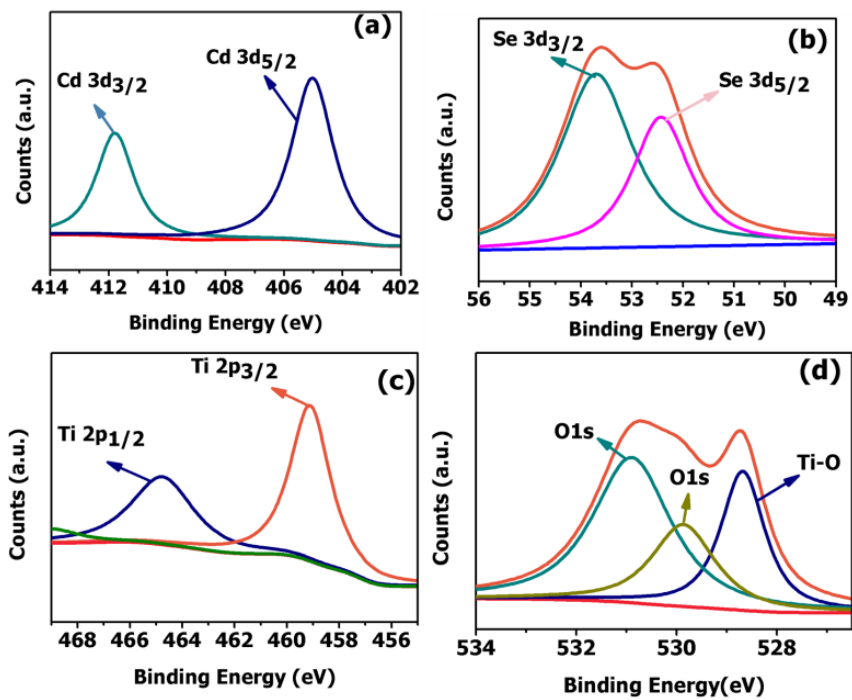 (a)
Cd 3d3/2
Cd 3d5/2
Counts (a.u.)
414 412 410 408 406 404 402
Binding Energy (eV)
(b)
Se 3d3/2
Se 3d5/2
Counts (a.u.)
56 55 54 53 52 51 50 49
Binding Energy (eV)
(c)
Ti 2p3/2
Ti 2p1/2
Counts (a.u.)
468 466 464 462 460 458 456
Binding Energy (eV)
(d)
O1s
O1s
Ti-O
Counts (a.u.)
534 532 530 528
Binding Energy(eV)